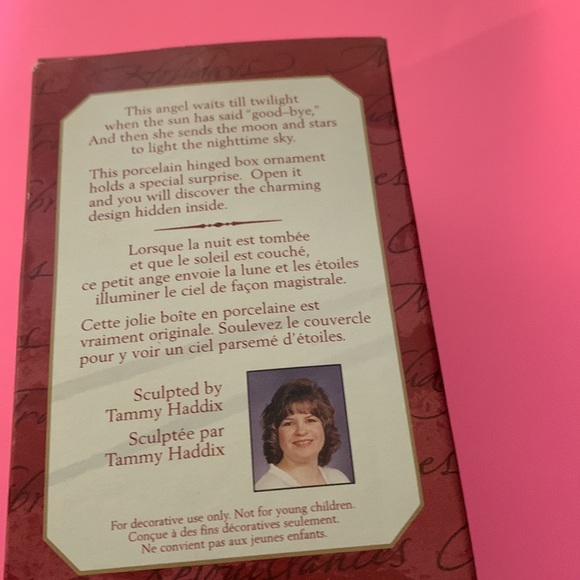 Holidays
This angel waits till twilight
when the sun has said "good–bye,"
And then she sends the moon and stars
to light the nighttime sky.
This porcelain hinged box ornament
holds a special surprise. Open it
and you will discover the charming
design hidden inside.
Lorsque la nuit est tombée
et que le soleil est couché,
ce petit ange envoie la lune et les étoiles
illuminer le ciel de façon magistrale.
Cette jolie boîte en porcelaine est
vraiment originale. Soulevez le couvercle
pour y voir un ciel parsemé d'étoiles.
Sculpted by
Tammy Haddix
Sculptée par
Tammy Haddix
For decorative use only. Not for young children.
Conçue à des fins décoratives seulement.
Ne convient pas aux jeunes enfants.